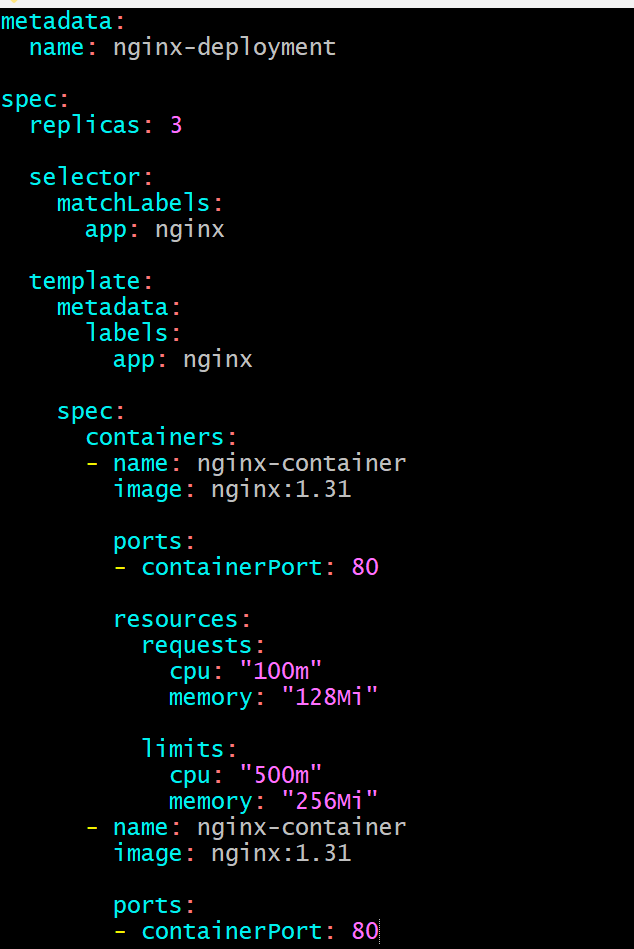 metadata:
  name: nginx-deployment

spec:
  replicas: 3

  selector:
    matchLabels:
      app: nginx

  template:
    metadata:
      labels:
        app: nginx

    spec:
      containers:
      - name: nginx-container
        image: nginx:1.31

        ports:
        - containerPort: 80

        resources:
          requests:
            cpu: "100m"
            memory: "128Mi"

          limits:
            cpu: "500m"
            memory: "256Mi"
      - name: nginx-container
        image: nginx:1.31

        ports:
        - containerPort: 80